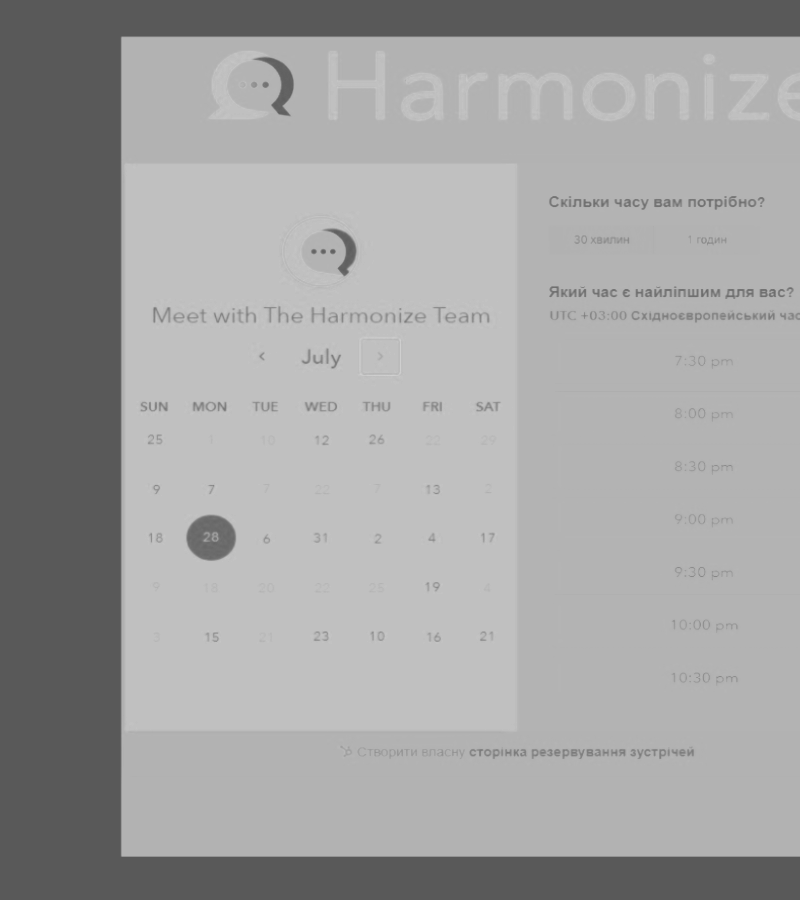 Harmonize
Meet with The Harmonize Team
July
SUN MON TUE WED THU FRI SAT
25 1 10 12 26 22 29
9 7 7 22 7 13 2
18 28 6 31 2 4 17
9 18 20 22 25 19 4
3 15 21 23 10 16 21
Скільки часу вам потрібно?
30 хвилин 1 годин
Який час є найліпшим для вас?
UTC +03:00 Східноєвропейський час
7:30 pm
8:00 pm
8:30 pm
9:00 pm
9:30 pm
10:00 pm
10:30 pm
Створити власну сторінка резервування зустрічей